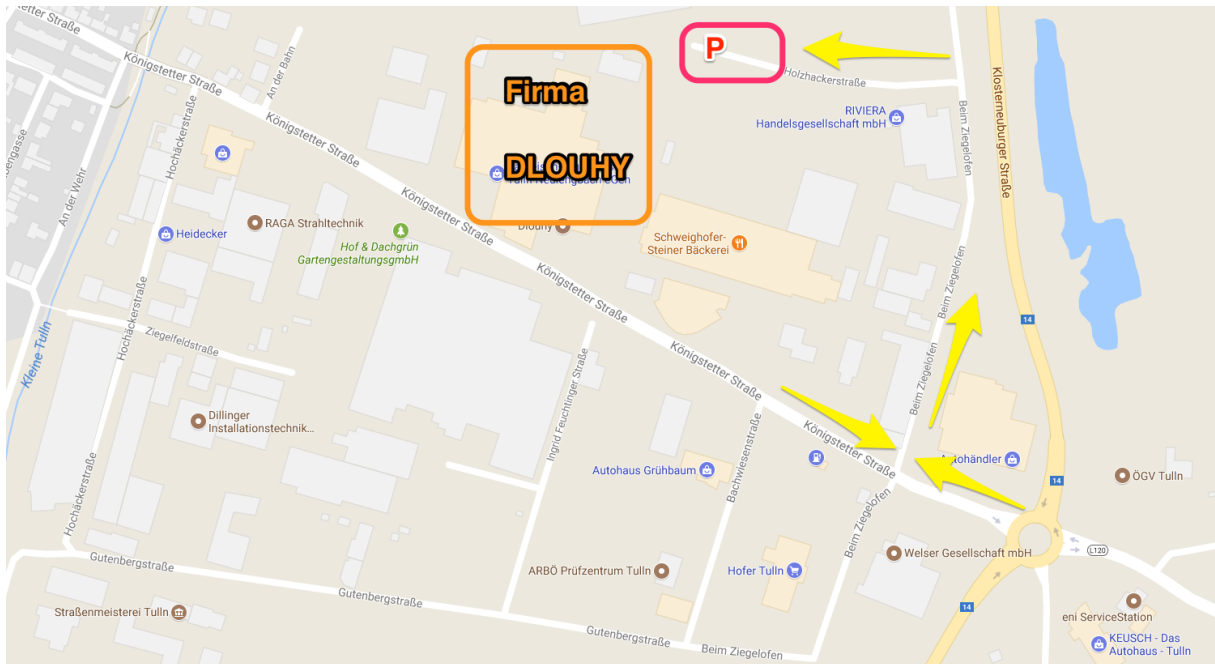 Königstetter Straße
An der Bahn
P
Holzhackerstraße
Klosterneuburger Straße
Firma
RIVIERA
Handelsgesellschaft mbH
Beim Ziegelofen
Hochäckerstraße
Königstetter Straße
An der Wehr
DLOUHY
Königstetter Straße
RAGA Strahltechnik
Heidecker
Hof & Dachgrün
Gartengestaltungsgmbh
Dlouhy
Schweighofer-
Steiner Bäckerei
Königstetter Straße
Beim Ziegelofen
Hochäckerstraße
14
Ziegelfeldstraße
Kleine Tulln
Königstetter Straße
Ingrid Feuchtinger Straße
Beim Ziegelofen
Dillinger
Installationstechnik...
Bachwiesenstraße
Königstetter Straße
Autohändler
Autohaus Grühbaum
14
ÖGV Tulln
Hochäckerstraße
Beim Ziegelofen
L120
Welser Gesellschaft mbH
Gutenbergstraße
ARBÖ Prüfzentrum Tulln
Hofer Tulln
Gutenbergstraße
14
Straßenmeisterei Tulln
eni ServiceStation
Gutenbergstraße
Beim Ziegelofen
KEUSCH - Das
Autohaus - Tulln